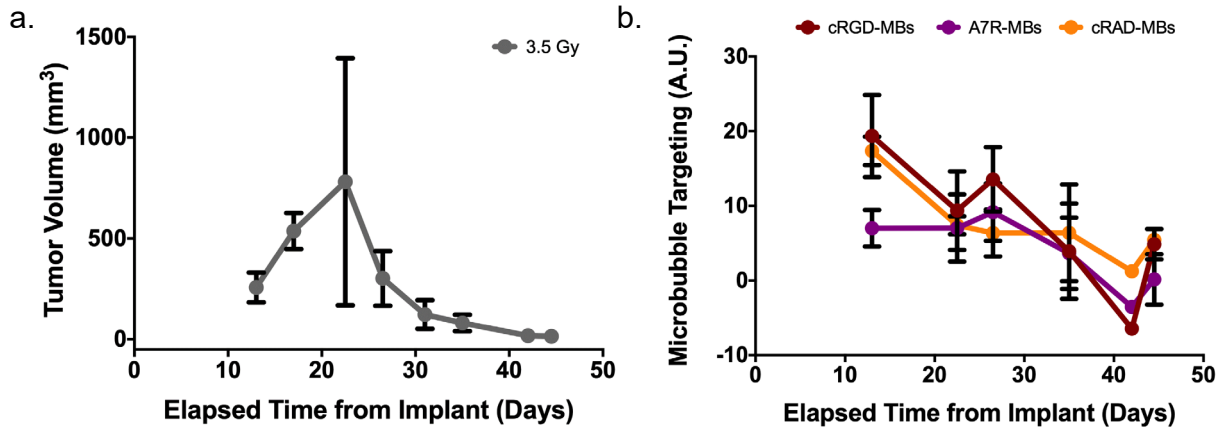 a.
Tumor Volume (mm³)
1500
1000
500
0
3.5 Gy
0 10 20 30 40 50
Elapsed Time from Implant (Days)
b.
cRGD-MBs A7R-MBs cRAD-MBs
Microbubble Targeting (A.U.)
30
20
10
0
-10
0 10 20 30 40 50
Elapsed Time from Implant (Days)